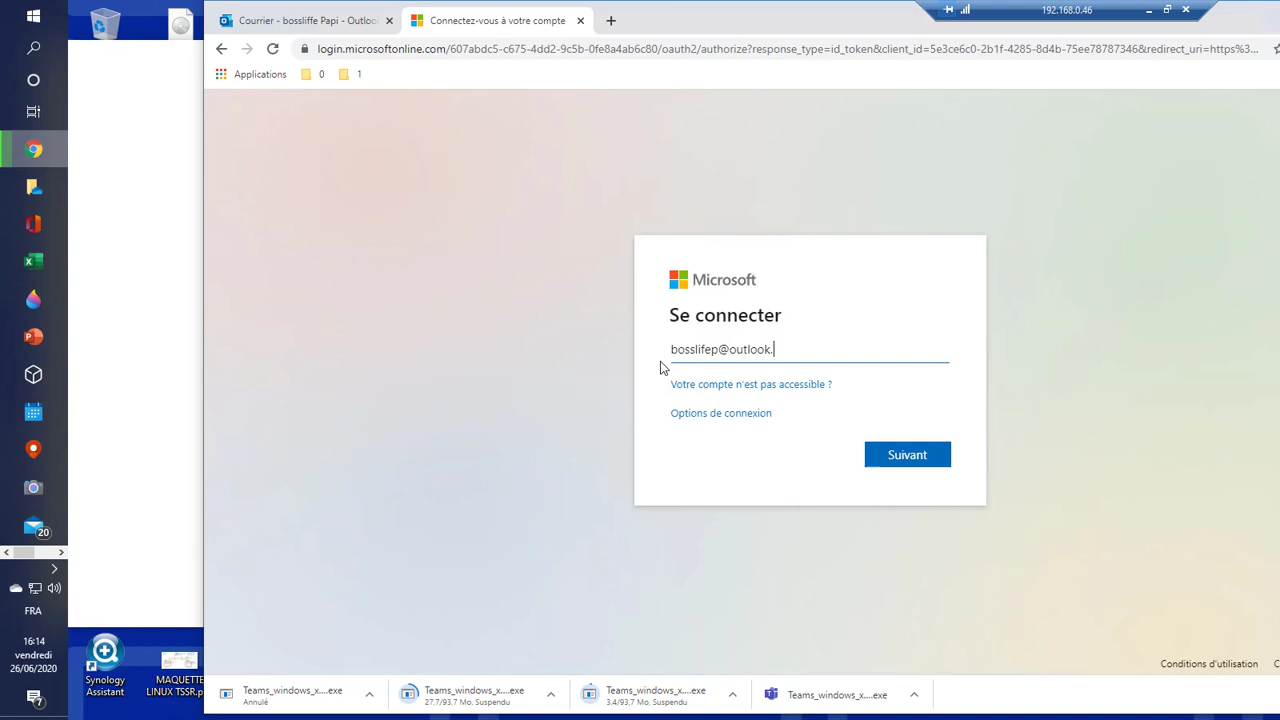 Courrier - bossliffe Papi - Outlook
Connectez-vous à votre compte
192.168.0.46
login.microsoftonline.com/607abdc5-c675-4dd2-9c5b-0fe8a4ab6c80/oauth2/authorize?response_type=id_token&client_id=5e3ce6c0-2b1f-4285-8d4b-75ee78787346&redirect_uri=https%3...
Applications
0
1
Microsoft
Se connecter
bosslifep@outlook.
Votre compte n'est pas accessible ?
Options de connexion
Suivant
Conditions d'utilisation
20
FRA
16:14
vendredi
26/06/2020
7
Synology
Assistant
MAQUETTE
LINUX TSSR.p
Teams_windows_x....exe
Annulé
Teams_windows_x....exe
27,7/93,7 Mo, Suspendu
Teams_windows_x....exe
3,4/93,7 Mo, Suspendu
Teams_windows_x....exe